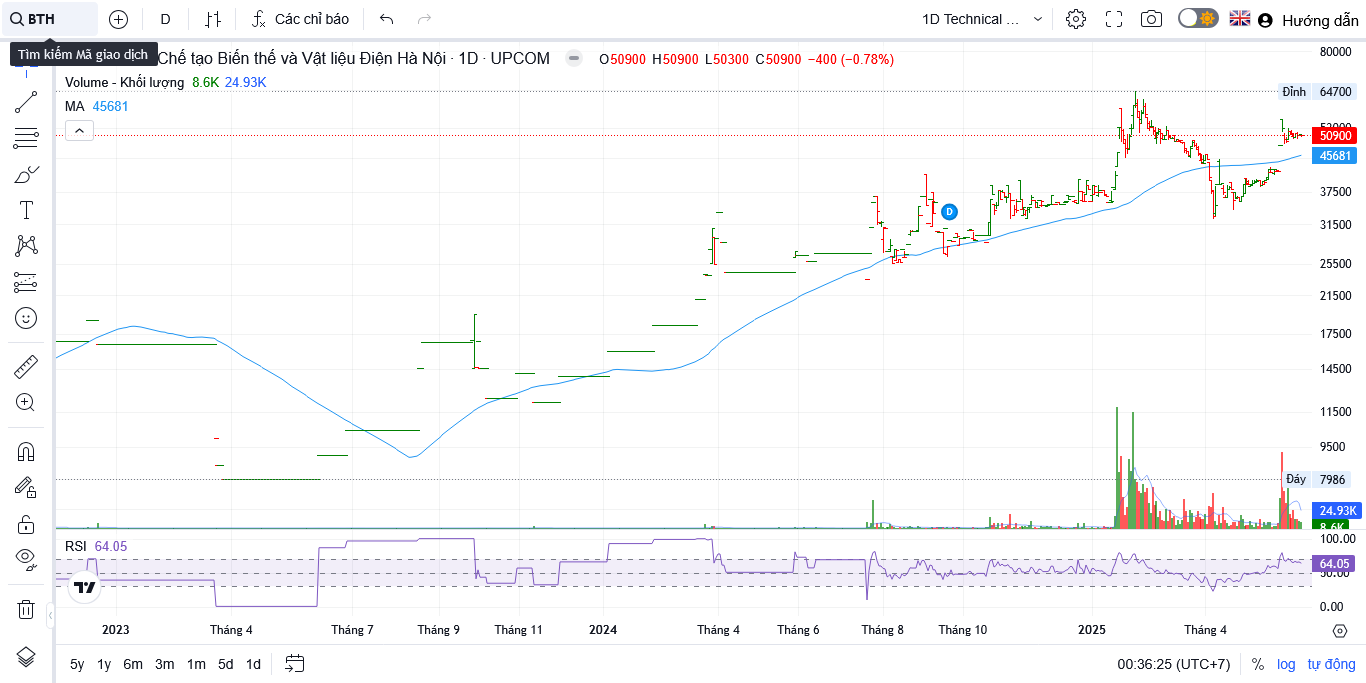 BTH
D
Các chỉ báo
1D Technical ...
Hướng dẫn
Tìm kiếm Mã giao dịch
Chế tạo Biến thế và Vật liệu Điện Hà Nội · 1D · UPCOM
O50900 H50900 L50300 C50900 −400 (−0.78%)
Volume - Khối lượng 8.6K 24.93K
MA 45681
80000
Đỉnh 64700
50900
45681
37500
31500
25500
21500
17500
14500
11500
9500
Đáy 7986
24.93K
8.6K
D
RSI 64.05
100.00
64.05
50.00
0.00
2023 Tháng 4 Tháng 7 Tháng 9 Tháng 11 2024 Tháng 4 Tháng 6 Tháng 8 Tháng 10 2025 Tháng 4
5y 1y 6m 3m 1m 5d 1d
00:36:25 (UTC+7) % log tự động